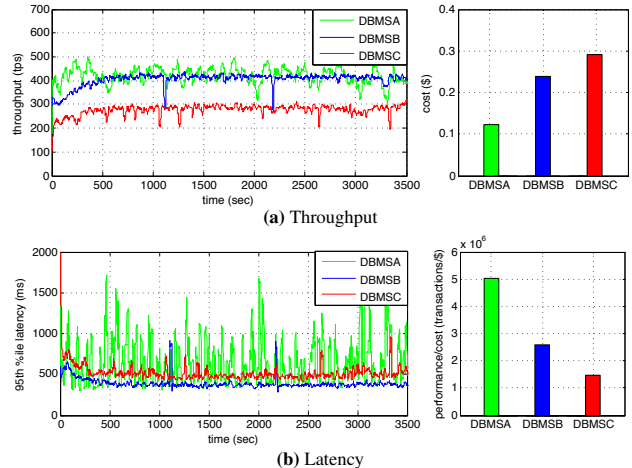 throughput (tps)
700
600
500
400
300
200
100
0
0 500 1000 1500 2000 2500 3000 3500
time (sec)
DBMSA
DBMSB
DBMSC
cost ($)
0.4
0.3
0.2
0.1
0
DBMSA DBMSB DBMSC
(a) Throughput
95th %ile latency (ms)
2000
1500
1000
500
0
0 500 1000 1500 2000 2500 3000 3500
time (sec)
DBMSA
DBMSB
DBMSC
performance/cost (transactions/$)
x 10^6
6
5
4
3
2
1
0
DBMSA DBMSB DBMSC
(b) Latency